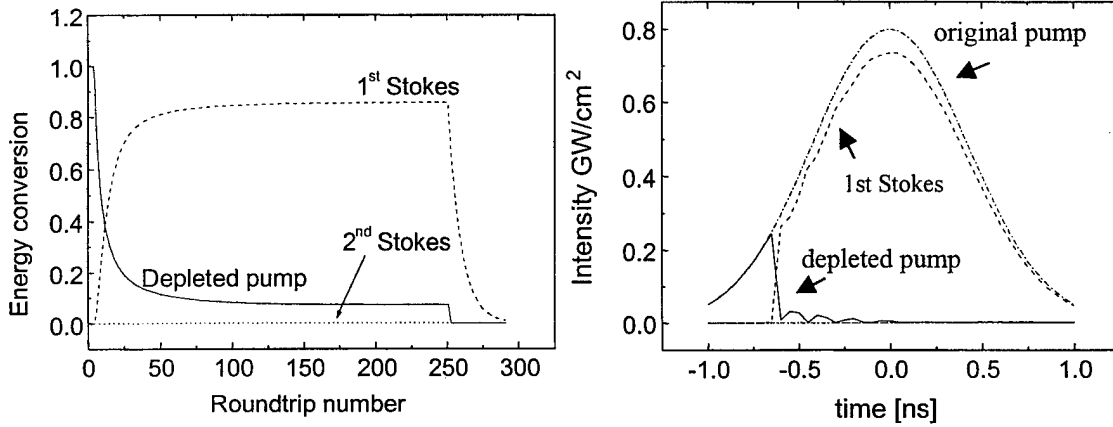 1.2
1.0
0.8
0.6
0.4
0.2
0.0
Energy conversion
1st Stokes
2nd Stokes
Depleted pump
0 50 100 150 200 250 300
Roundtrip number
0.8
0.6
0.4
0.2
0.0
Intensity GW/cm2
original pump
1st Stokes
depleted pump
-1.0 -0.5 0.0 0.5 1.0
time [ns]